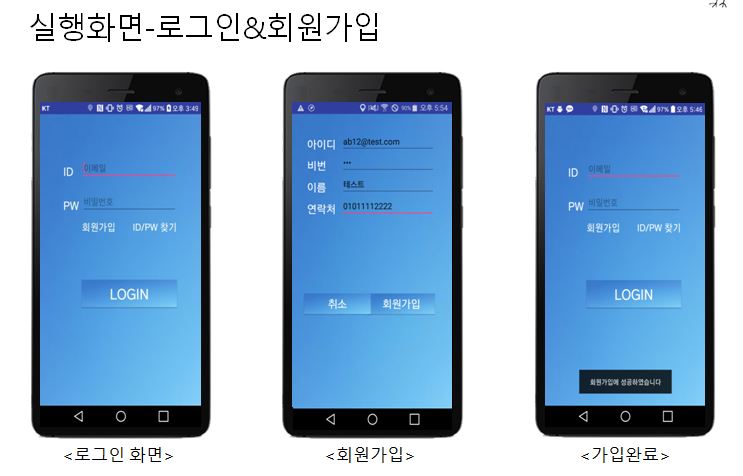 실행화면-로그인&회원가입
KT 97% 오후 3:49
ID 이메일
PW 비밀번호
회원가입 ID/PW 찾기
LOGIN
<로그인 화면>
90% 오후 5:54
아이디 ab12@test.com
비번 •••
이름 테스트
연락처 01011112222
취소 회원가입
<회원가입>
KT 97% 오후 5:46
ID 이메일
PW 비밀번호
회원가입 ID/PW 찾기
LOGIN
회원가입에 성공하였습니다
<가입완료>